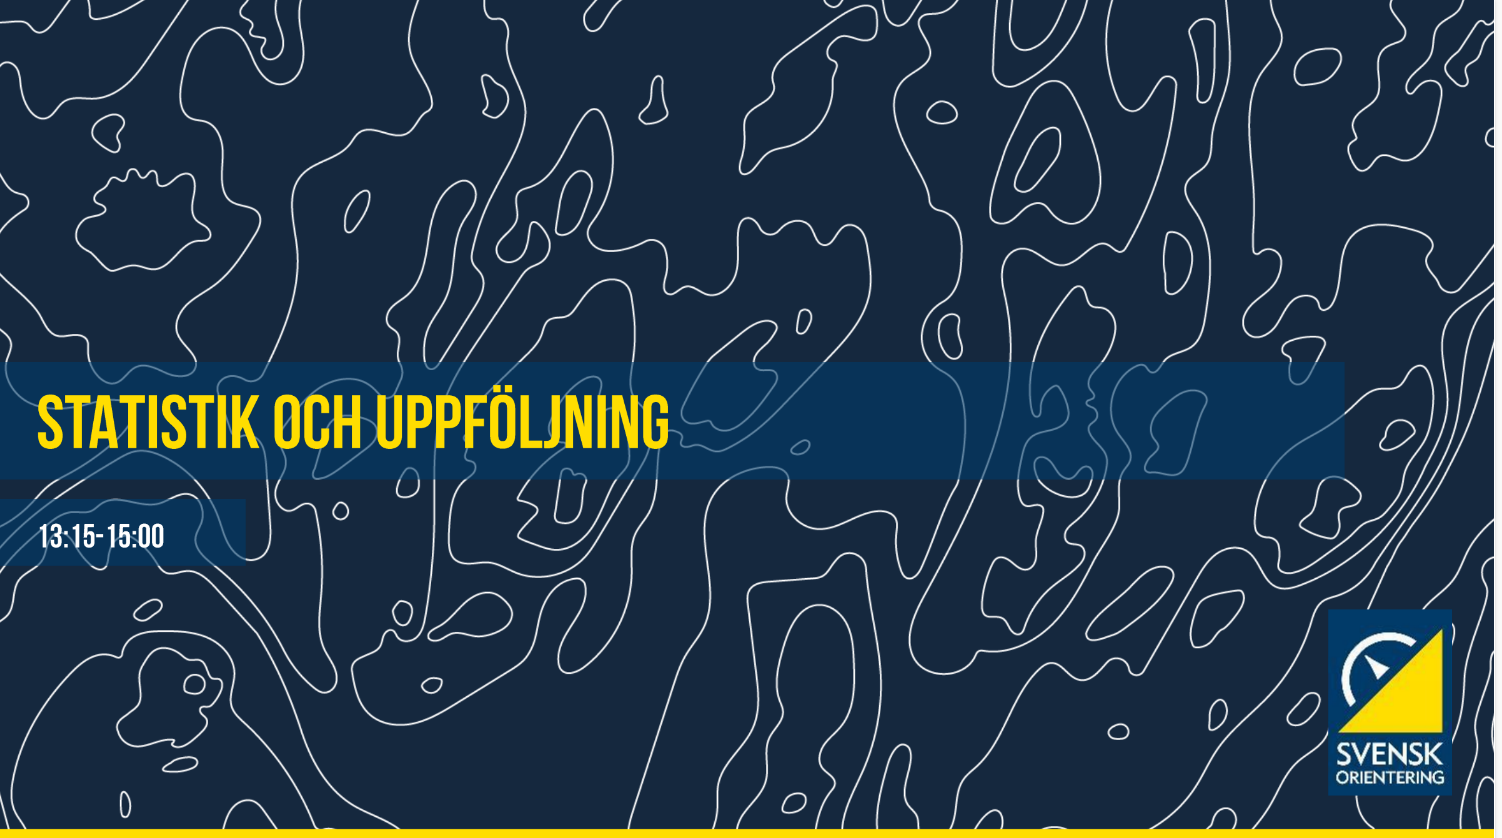 STATISTIK OCH UPPFÖLJNING
13:15-15:00
SVENSK
ORIENTERING